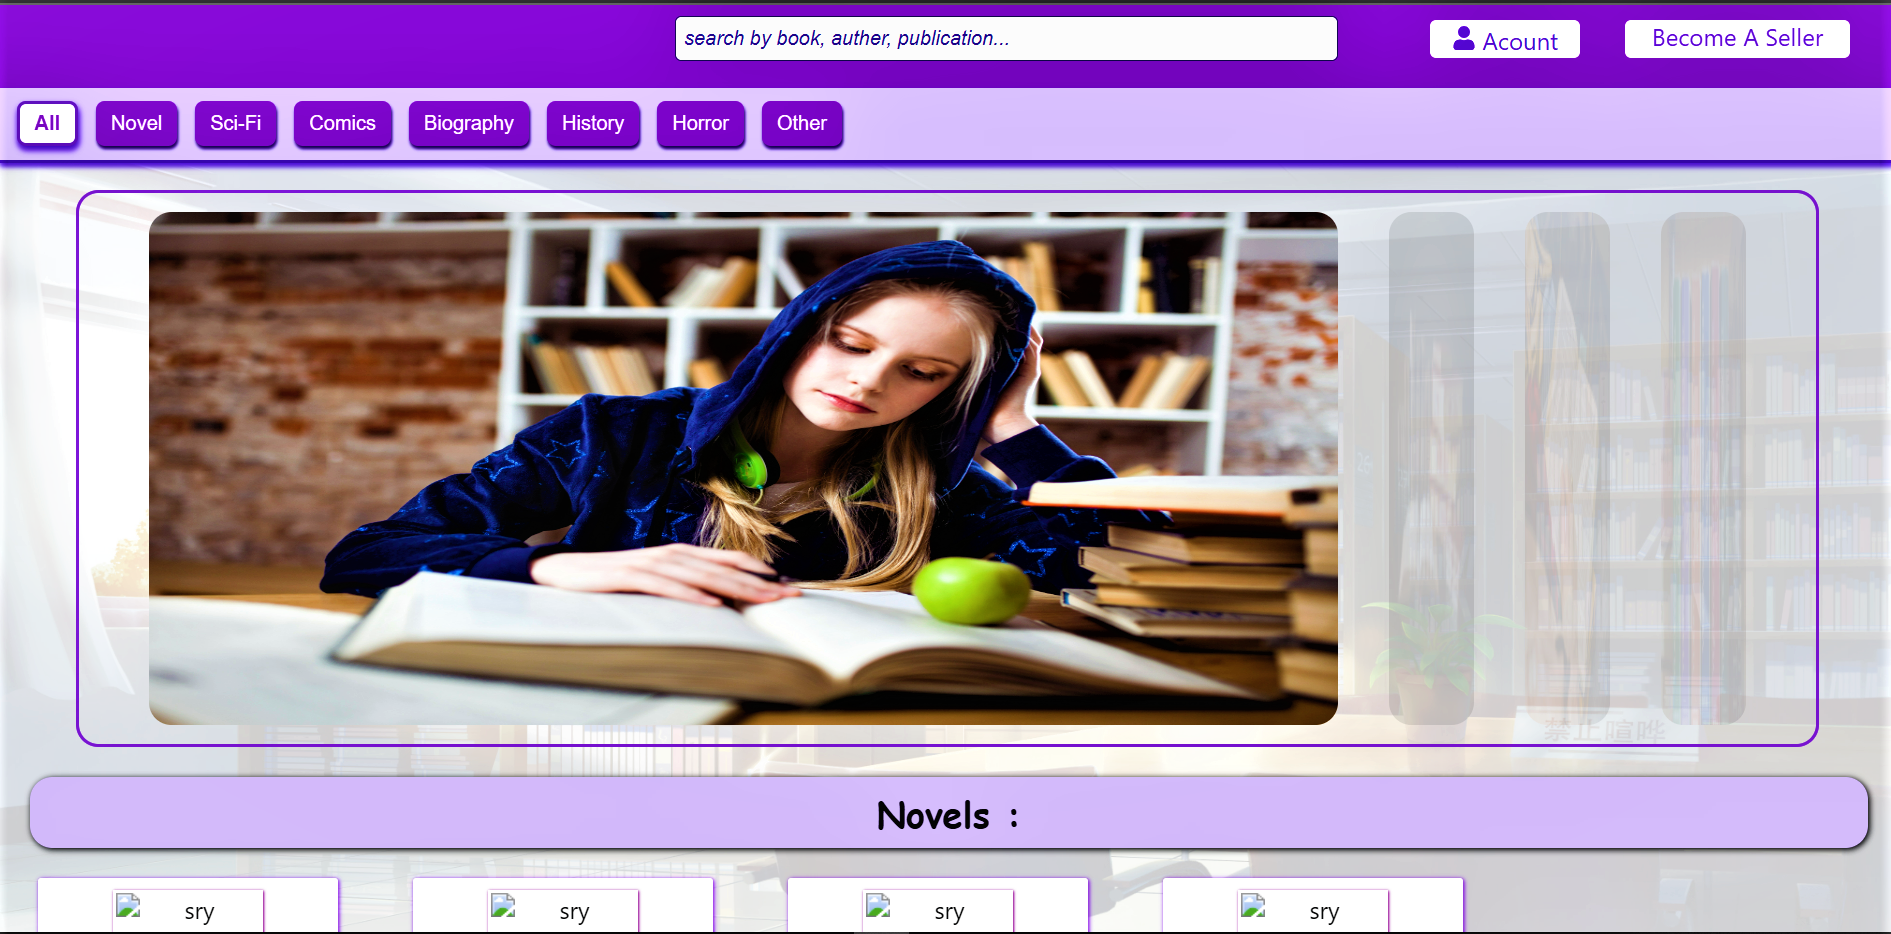 search by book, auther, publication...
Acount
Become A Seller
All
Novel
Sci-Fi
Comics
Biography
History
Horror
Other
禁止喧哗
Novels :
sry
sry
sry
sry